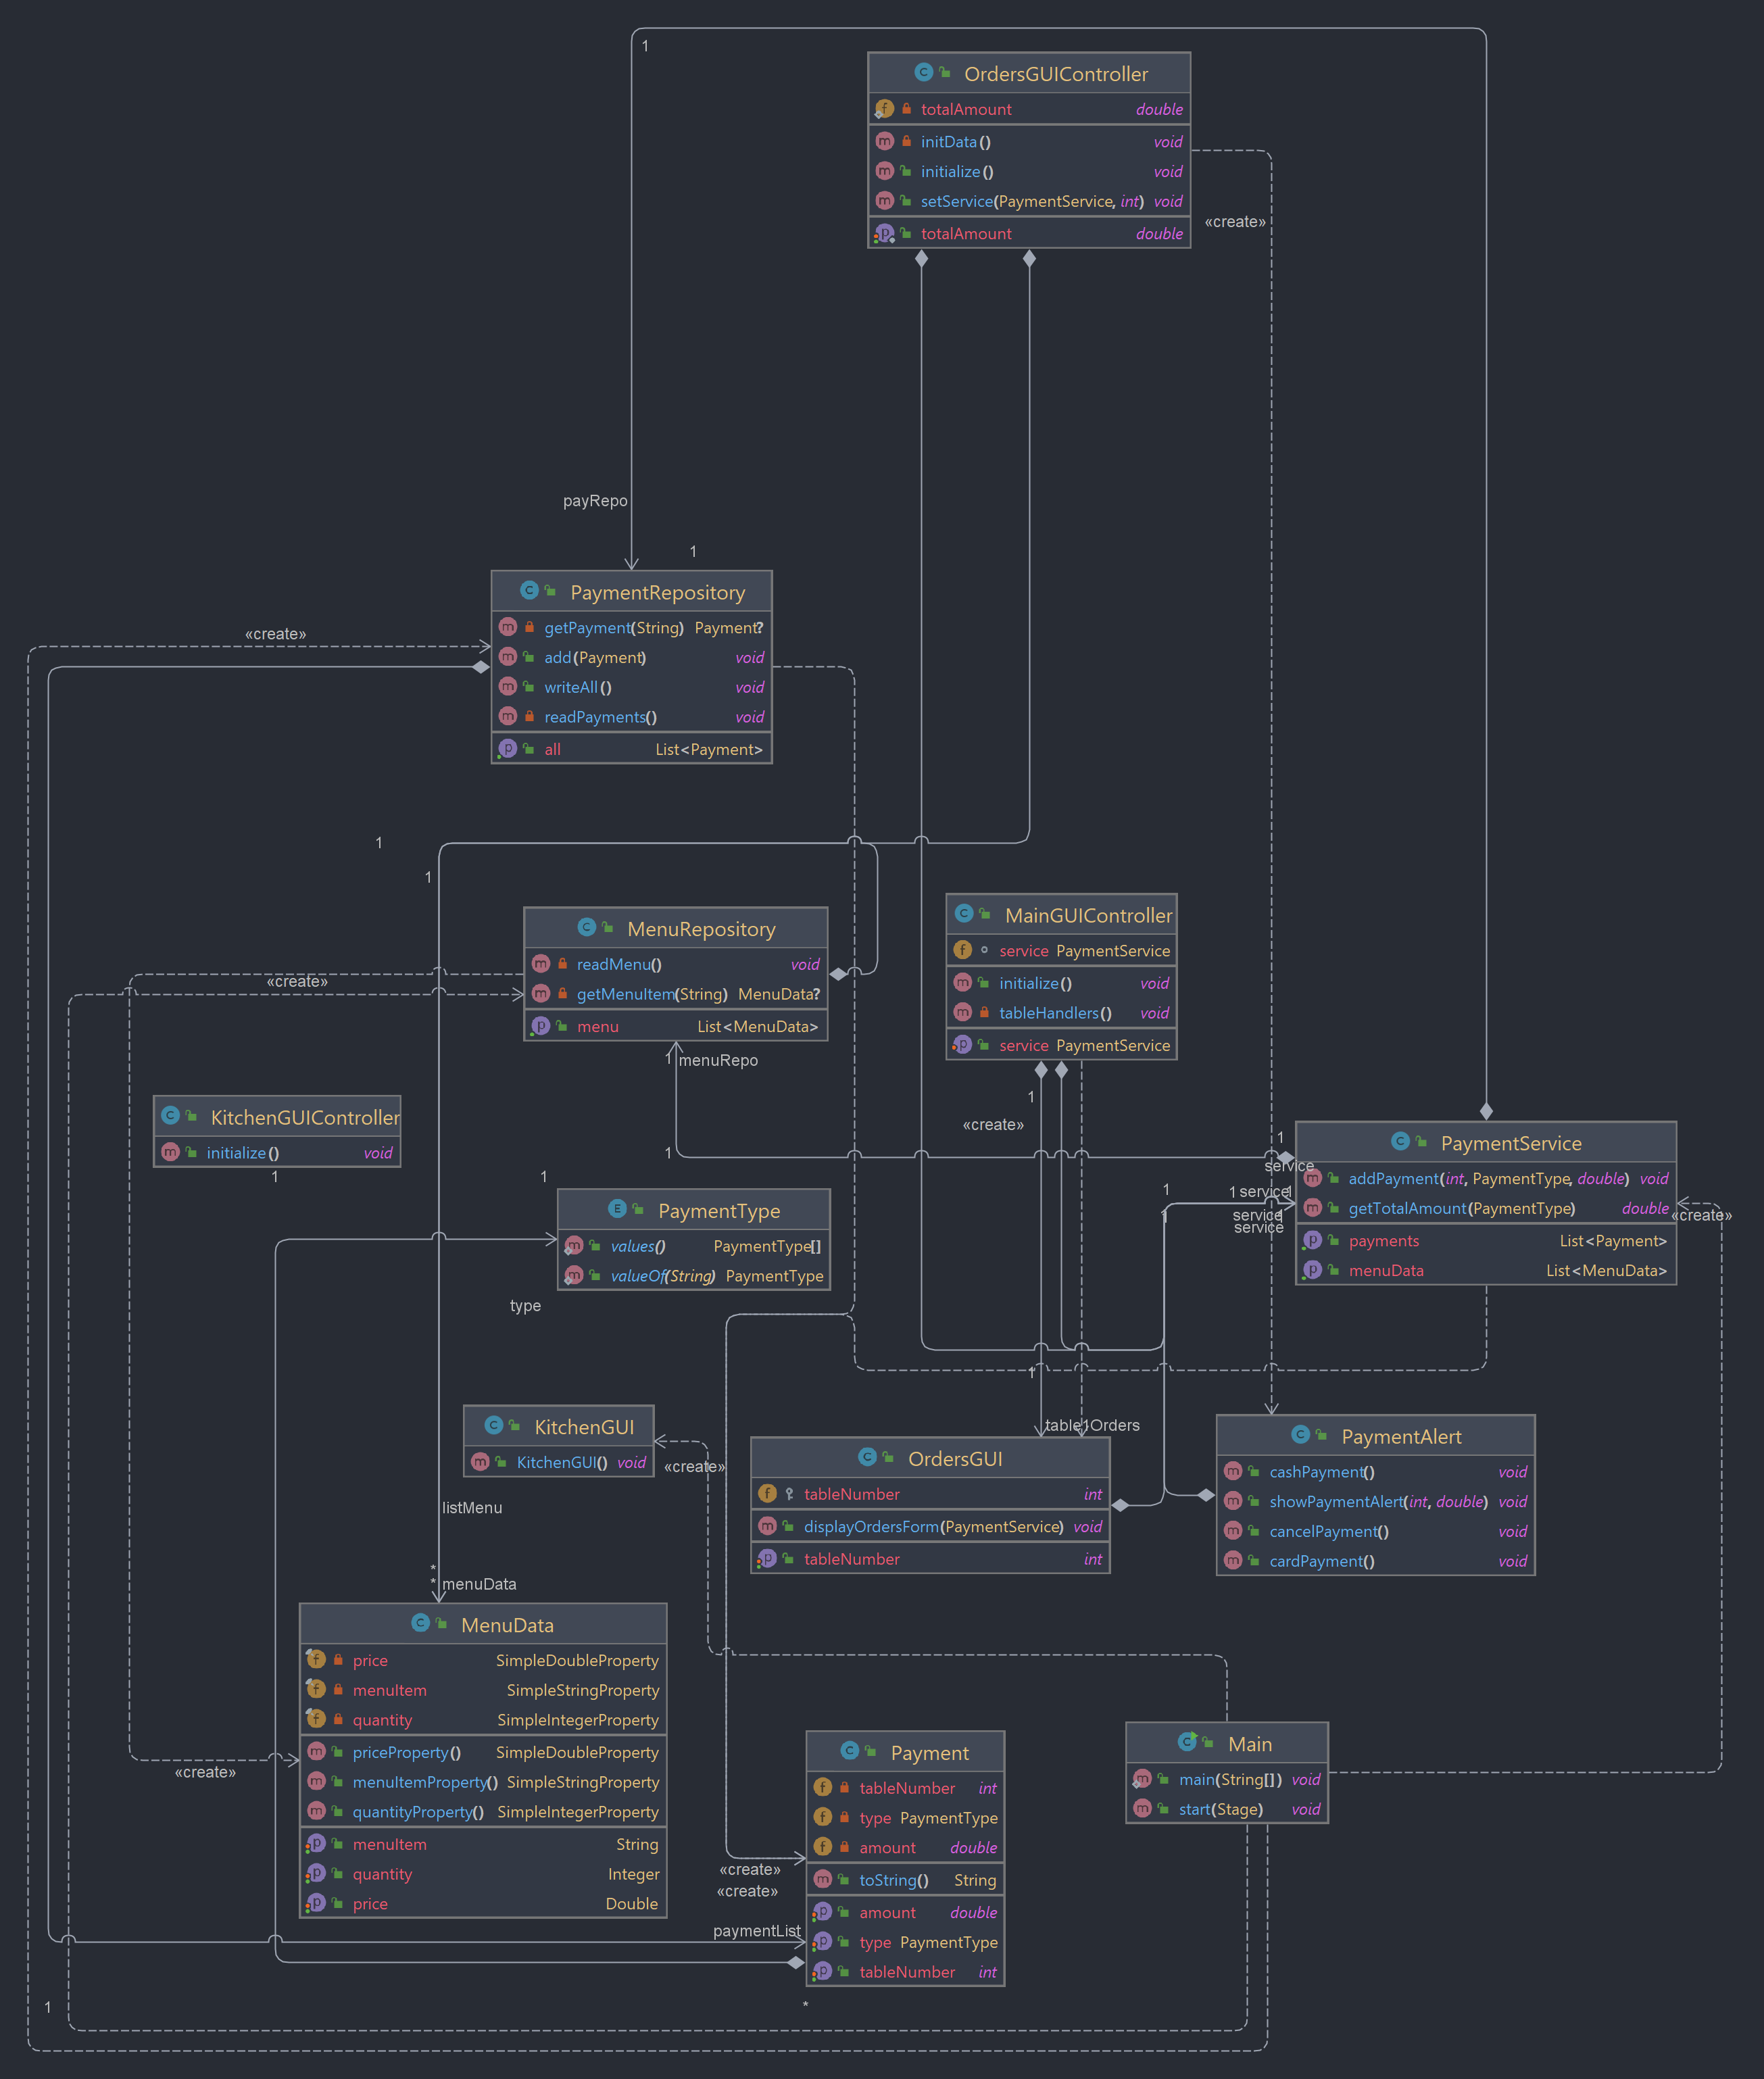 1
OrdersGUIController
totalAmount double
initData() void
initialize() void
setService(PaymentService, int) void
totalAmount double
«create»
payRepo
1
PaymentRepository
getPayment(String) Payment?
add(Payment) void
writeAll() void
readPayments() void
all List<Payment>
«create»
1
1
MenuRepository
readMenu() void
getMenuItem(String) MenuData?
menu List<MenuData>
«create»
1
menuRepo
1
MainGUIController
service PaymentService
initialize() void
tableHandlers() void
service PaymentService
1
«create»
KitchenGUIController
initialize() void
1
1
PaymentType
values() PaymentType[]
valueOf(String) PaymentType
type
1
service
PaymentService
addPayment(int, PaymentType, double) void
getTotalAmount(PaymentType) double
payments List<Payment>
menuData List<MenuData>
1
1
1 service
1
service
1
service
«create»
1
table1Orders
KitchenGUI
KitchenGUI() void
«create»
OrdersGUI
tableNumber int
displayOrdersForm(PaymentService) void
tableNumber int
PaymentAlert
cashPayment() void
showPaymentAlert(int, double) void
cancelPayment() void
cardPayment() void
listMenu
*
* menuData
MenuData
price SimpleDoubleProperty
menuItem SimpleStringProperty
quantity SimpleIntegerProperty
priceProperty() SimpleDoubleProperty
menuItemProperty() SimpleStringProperty
quantityProperty() SimpleIntegerProperty
menuItem String
quantity Integer
price Double
«create»
Payment
tableNumber int
type PaymentType
amount double
toString() String
amount double
type PaymentType
tableNumber int
«create»
«create»
paymentList
Main
main(String[]) void
start(Stage) void
1
*